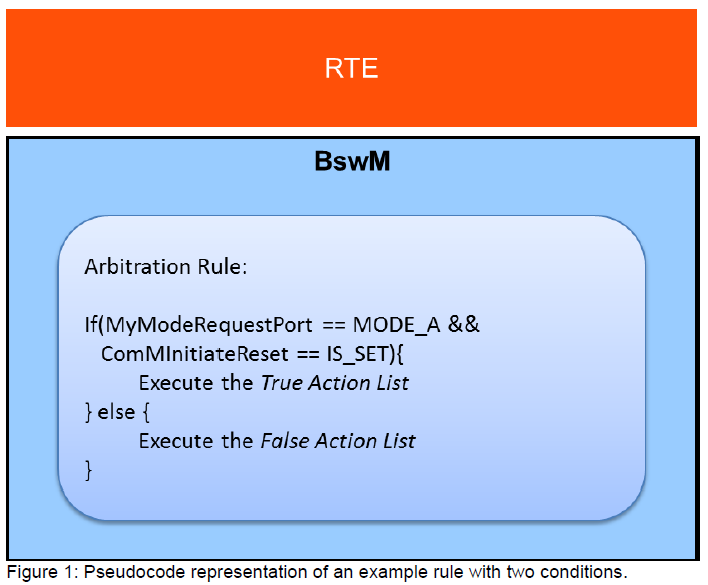 RTE
BswM
Arbitration Rule:
If(MyModeRequestPort == MODE_A &&
ComMInitiateReset == IS_SET){
Execute the True Action List
} else {
Execute the False Action List
}
Figure 1: Pseudocode representation of an example rule with two conditions.